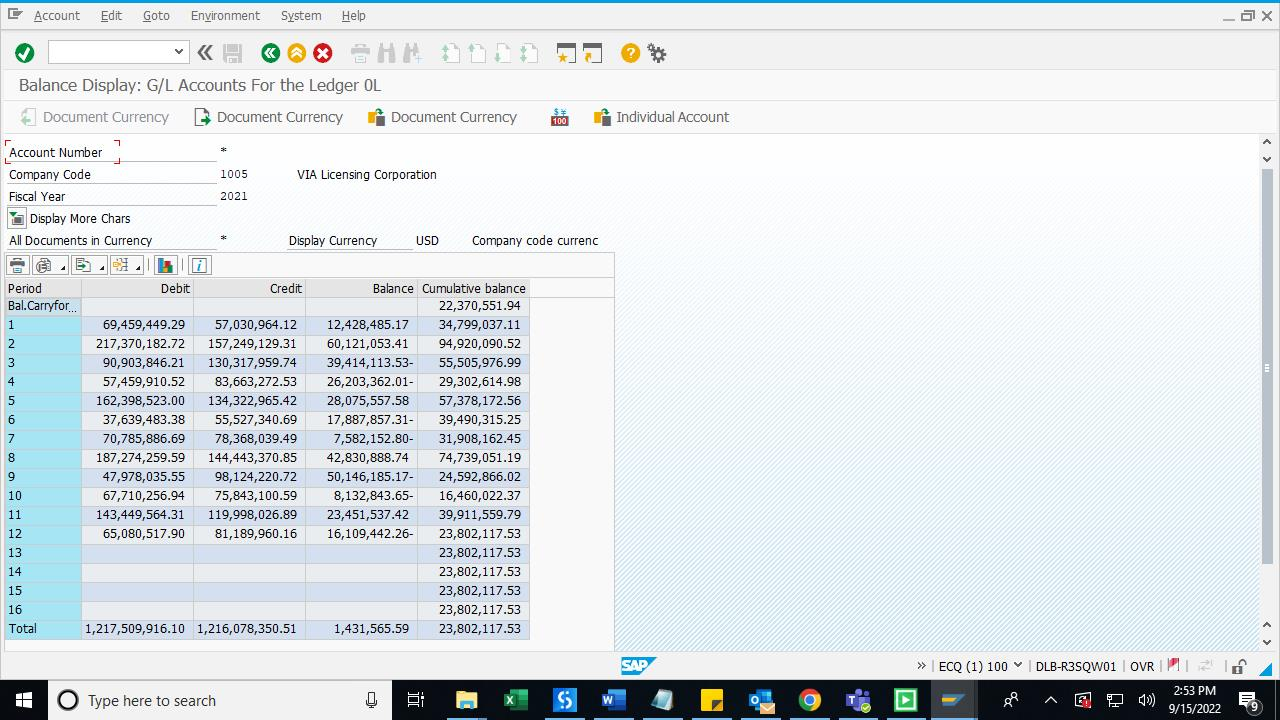 Account Edit Goto Environment System Help
Balance Display: G/L Accounts For the Ledger 0L
Document Currency Document Currency Document Currency Individual Account
Account Number *
Company Code 1005 VIA Licensing Corporation
Fiscal Year 2021
Display More Chars
All Documents in Currency * Display Currency USD Company code currenc
Period Debit Credit Balance Cumulative balance
Bal.Carryfor... 22,370,551.94
1 69,459,449.29 57,030,964.12 12,428,485.17 34,799,037.11
2 217,370,182.72 157,249,129.31 60,121,053.41 94,920,090.52
3 90,903,846.21 130,317,959.74 39,414,113.53- 55,505,976.99
4 57,459,910.52 83,663,272.53 26,203,362.01- 29,302,614.98
5 162,398,523.00 134,322,965.42 28,075,557.58 57,378,172.56
6 37,639,483.38 55,527,340.69 17,887,857.31- 39,490,315.25
7 70,785,886.69 78,368,039.49 7,582,152.80- 31,908,162.45
8 187,274,259.59 144,443,370.85 42,830,888.74 74,739,051.19
9 47,978,035.55 98,124,220.72 50,146,185.17- 24,592,866.02
10 67,710,256.94 75,843,100.59 8,132,843.65- 16,460,022.37
11 143,449,564.31 119,998,026.89 23,451,537.42 39,911,559.79
12 65,080,517.90 81,189,960.16 16,109,442.26- 23,802,117.53
13 23,802,117.53
14 23,802,117.53
15 23,802,117.53
16 23,802,117.53
Total 1,217,509,916.10 1,216,078,350.51 1,431,565.59 23,802,117.53
SAP » ECQ (1) 100 DLB-R3SQW01 OVR
Type here to search
2:53 PM
9/15/2022
9